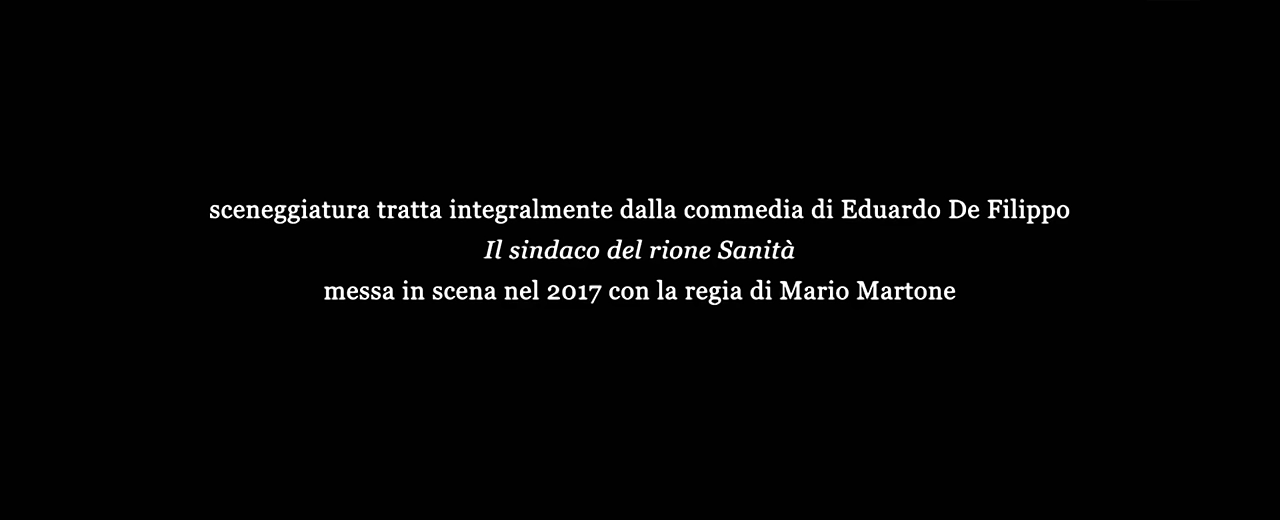 sceneggiatura tratta integralmente dalla commedia di Eduardo De Filippo
Il sindaco del rione Sanità
messa in scena nel 2017 con la regia di Mario Martone